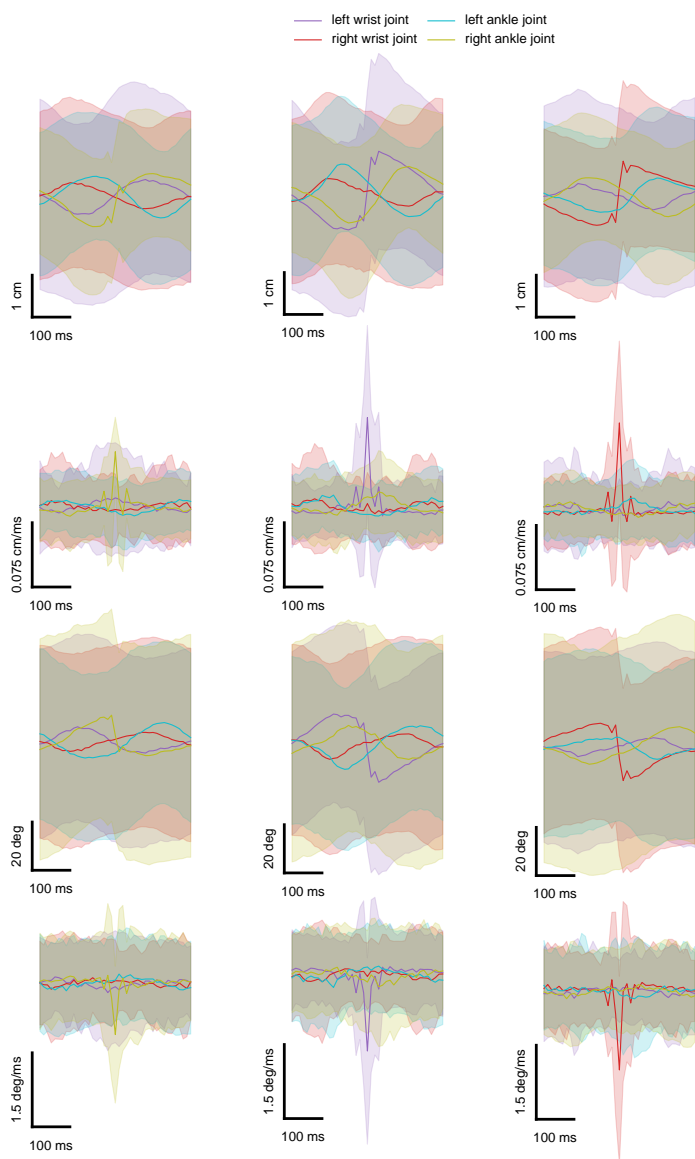 left wrist joint left ankle joint
right wrist joint right ankle joint
1 cm 1 cm 1 cm
100 ms 100 ms 100 ms
0.075 cm/ms 0.075 cm/ms 0.075 cm/ms
100 ms 100 ms 100 ms
20 deg 20 deg 20 deg
100 ms 100 ms 100 ms
1.5 deg/ms 1.5 deg/ms 1.5 deg/ms
100 ms 100 ms 100 ms